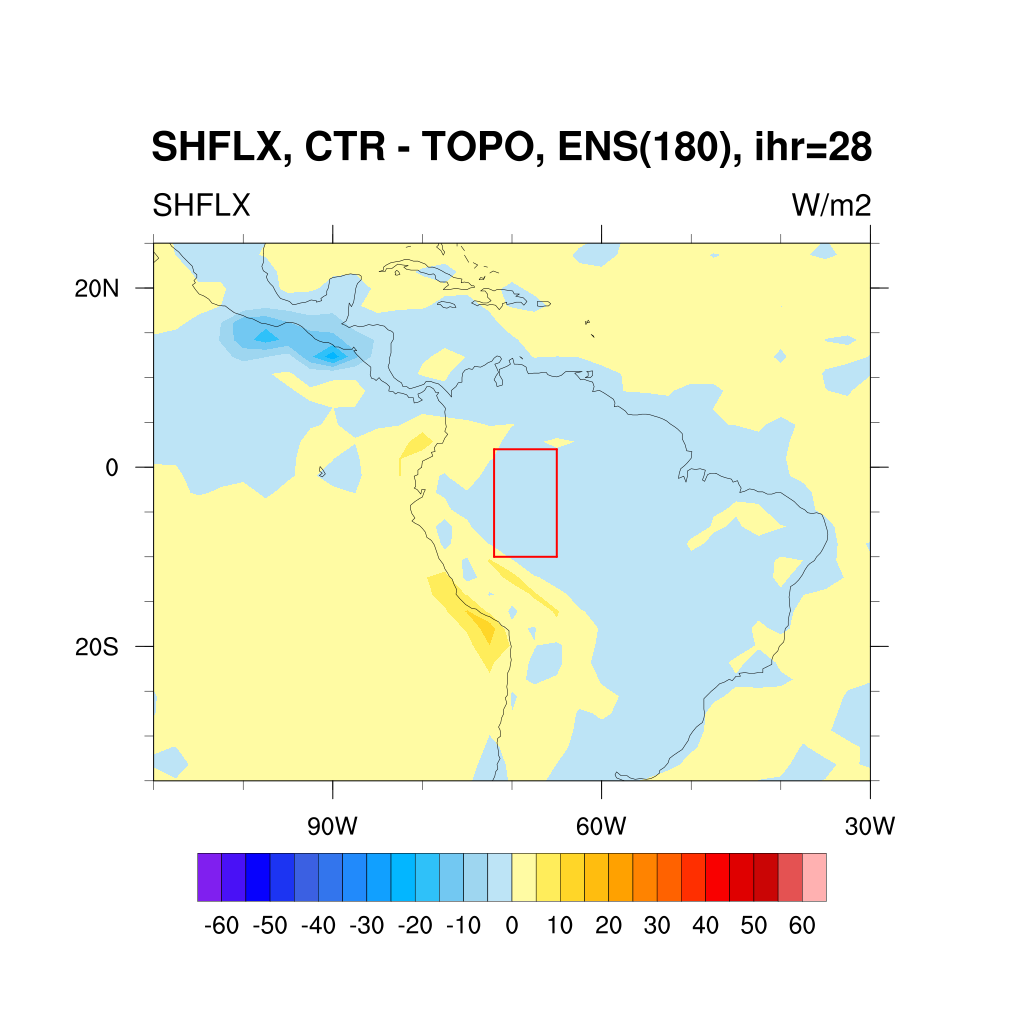 SHFLX, CTR - TOPO, ENS(180), ihr=28
SHFLX W/m2
20N
0
20S
90W 60W 30W
-60 -50 -40 -30 -20 -10 0 10 20 30 40 50 60